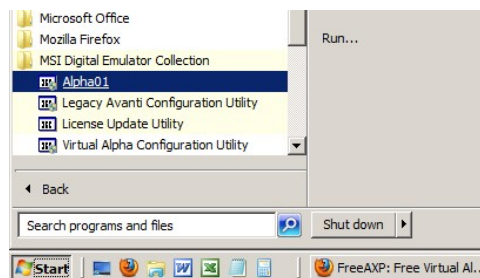 Microsoft Office
Mozilla Firefox
MSI Digital Emulator Collection
Alpha01
Legacy Avanti Configuration Utility
License Update Utility
Virtual Alpha Configuration Utility
Run...
Back
Search programs and files
Shut down
Start
FreeAXP: Free Virtual Al...